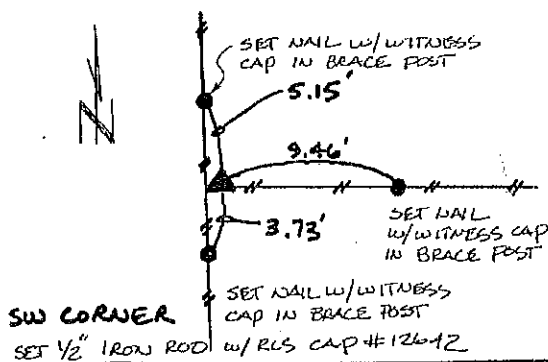 SET NAIL W/WITNESS
CAP IN BRACE POST
5.15'
N
9.46'
3.73'
SET NAIL
W/WITNESS CAP
IN BRACE POST
SET NAIL W/WITNESS
CAP IN BRACE POST
SW CORNER
SET 1/2" IRON ROD W/ RLS CAP #12642